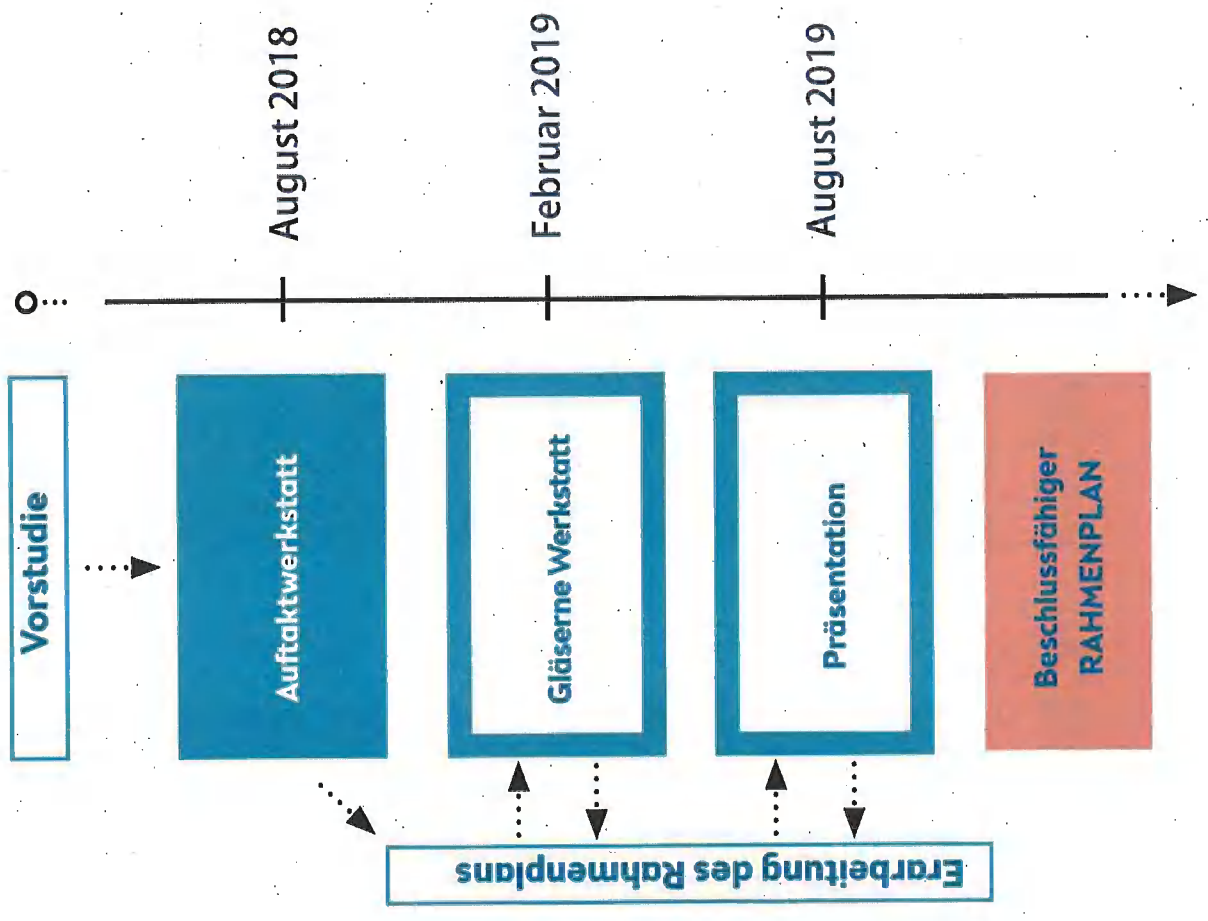 Vorstudie
Auftaktwerkstatt
August 2018
Gläserne Werkstatt
Februar 2019
Präsentation
August 2019
Beschlussfähiger
RAHMENPLAN
Erarbeitung des Rahmenplans